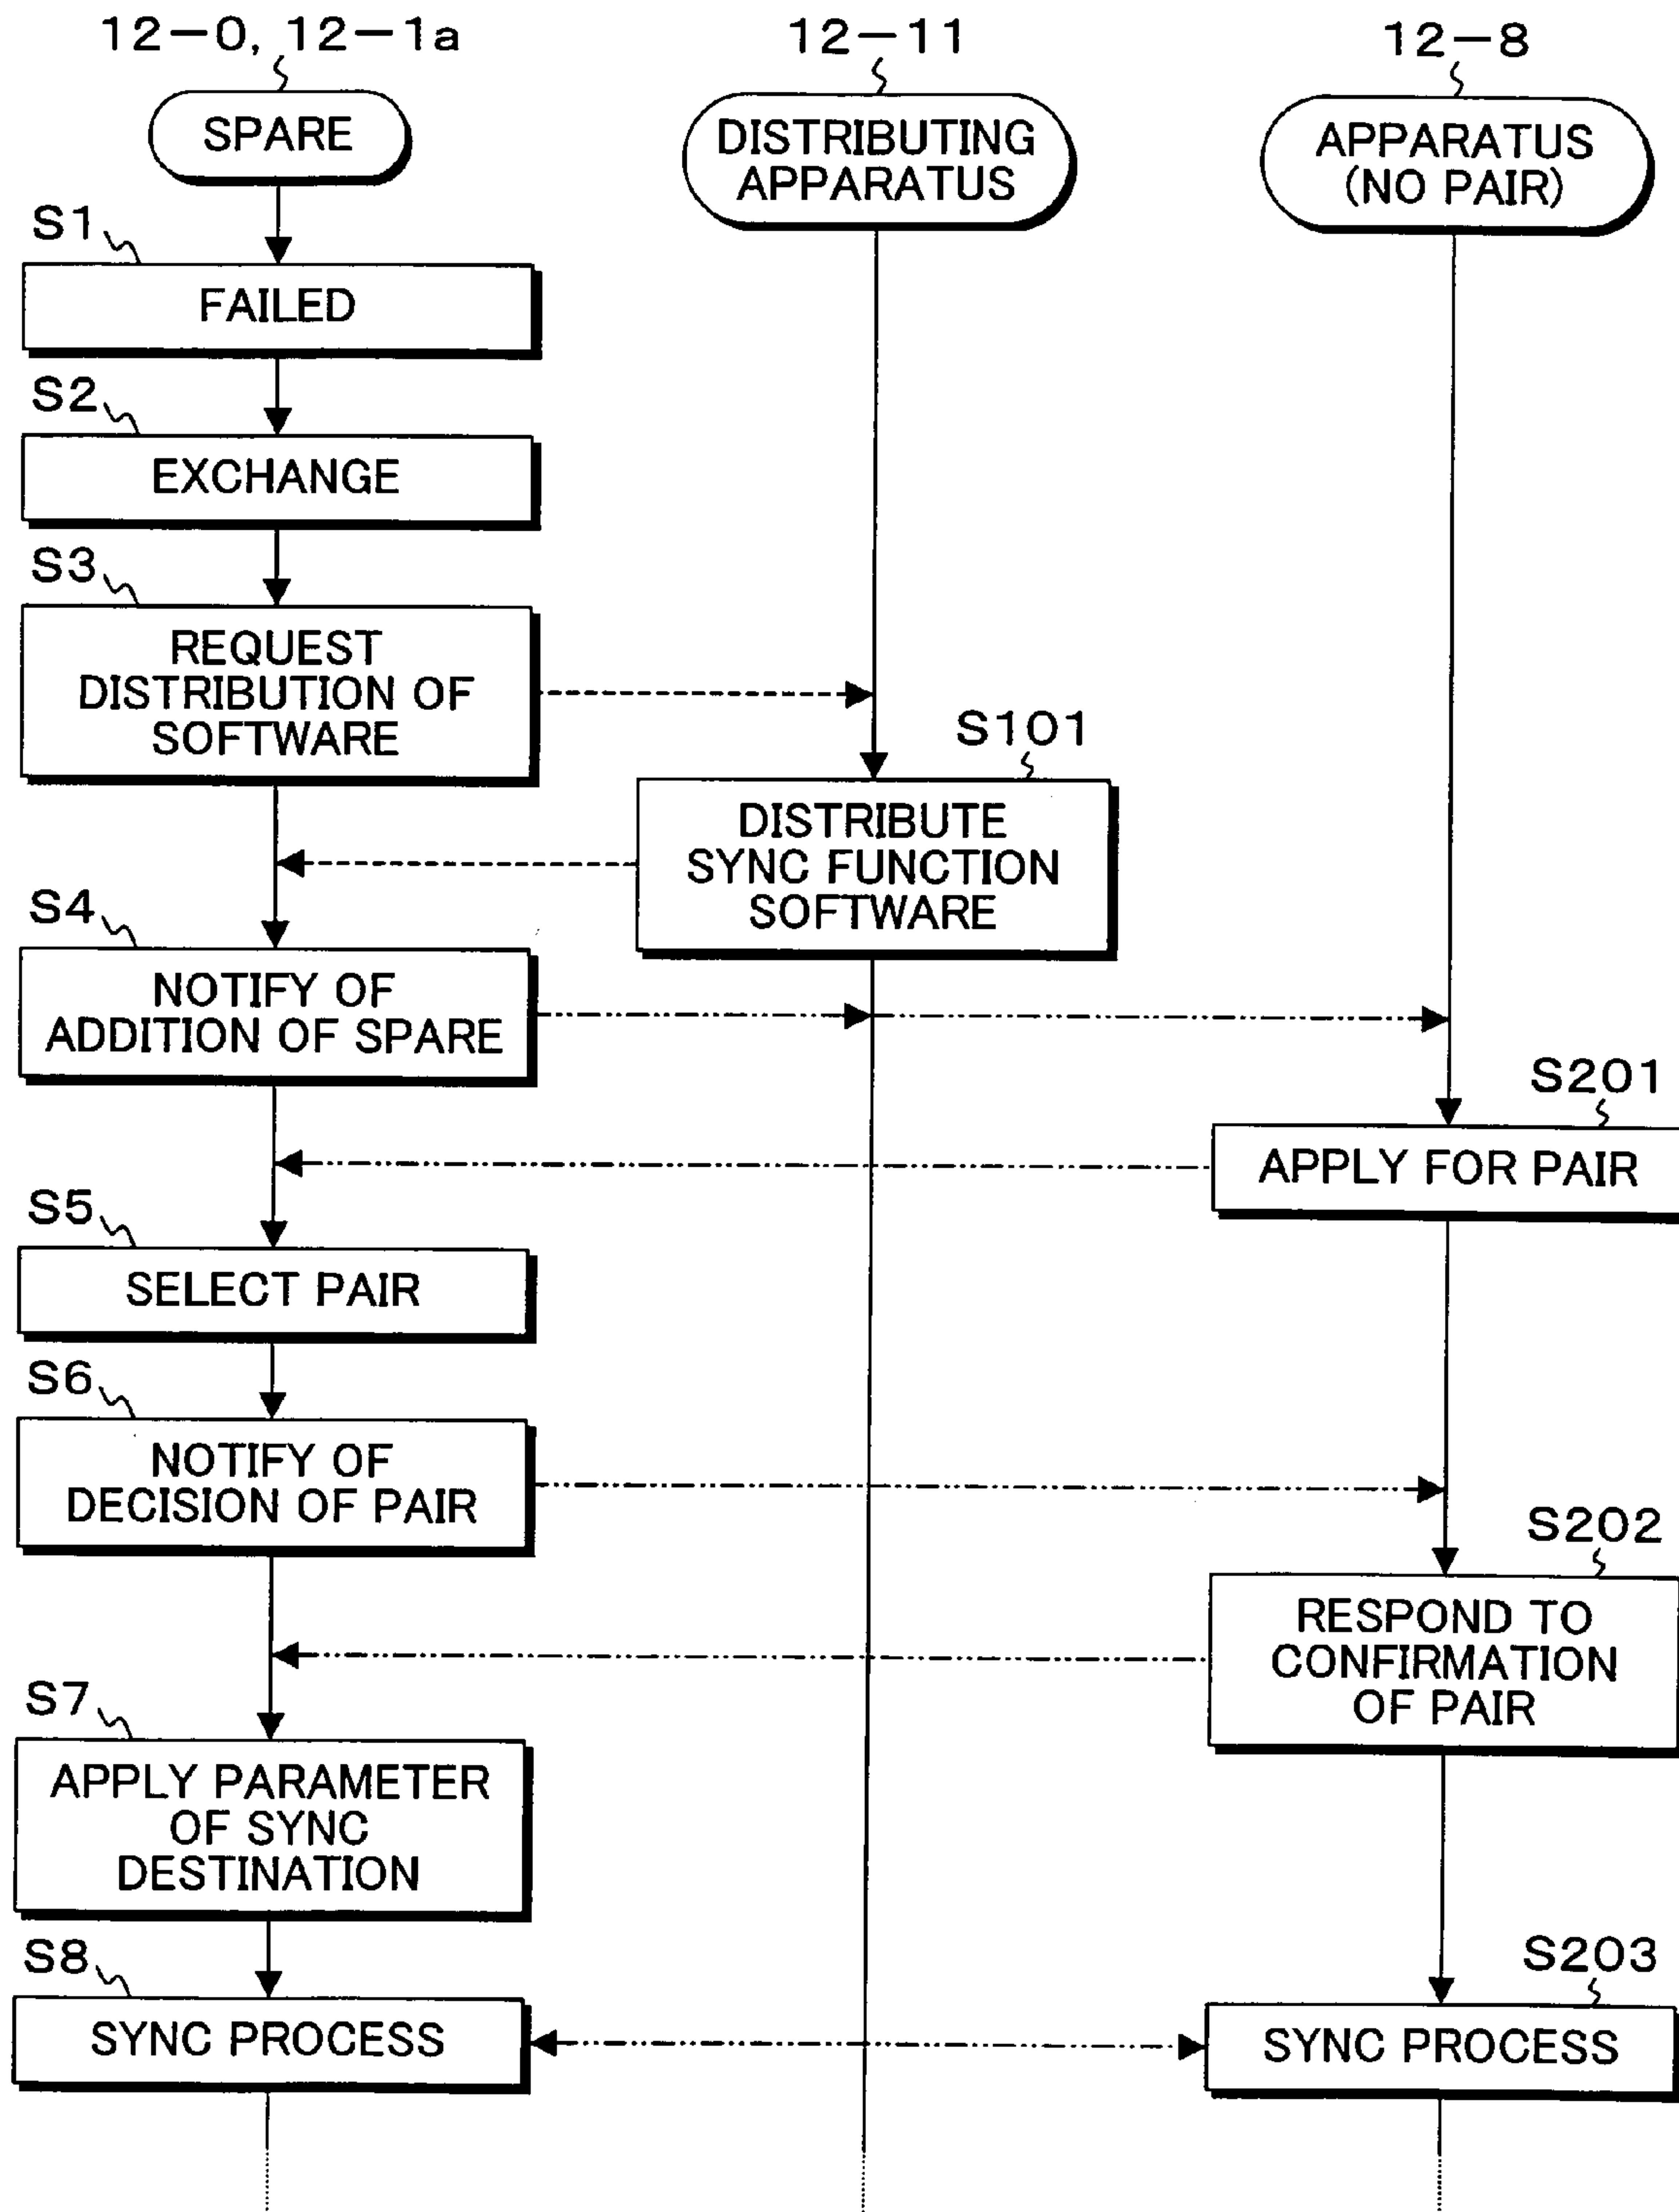 12-0, 12-1a
12-11
12-8
SPARE
DISTRIBUTING
APPARATUS
APPARATUS
(NO PAIR)
S1
FAILED
S2
EXCHANGE
S3
REQUEST
DISTRIBUTION OF
SOFTWARE
S101
DISTRIBUTE
SYNC FUNCTION
SOFTWARE
S4
NOTIFY OF
ADDITION OF SPARE
S201
APPLY FOR PAIR
S5
SELECT PAIR
S6
NOTIFY OF
DECISION OF PAIR
S202
RESPOND TO
CONFIRMATION
OF PAIR
S7
APPLY PARAMETER
OF SYNC
DESTINATION
S8
SYNC PROCESS
S203
SYNC PROCESS